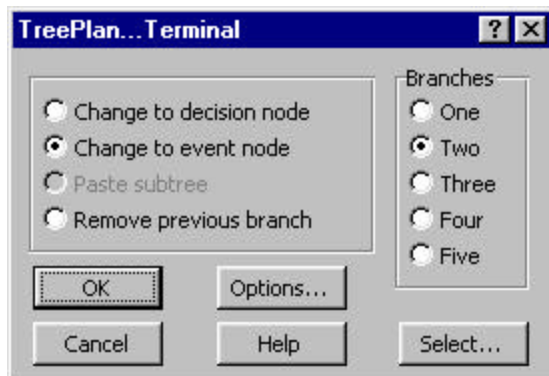 TreePlan...Terminal
?
Change to decision node
Change to event node
Paste subtree
Remove previous branch
Branches
One
Two
Three
Four
Five
OK
Options...
Cancel
Help
Select...